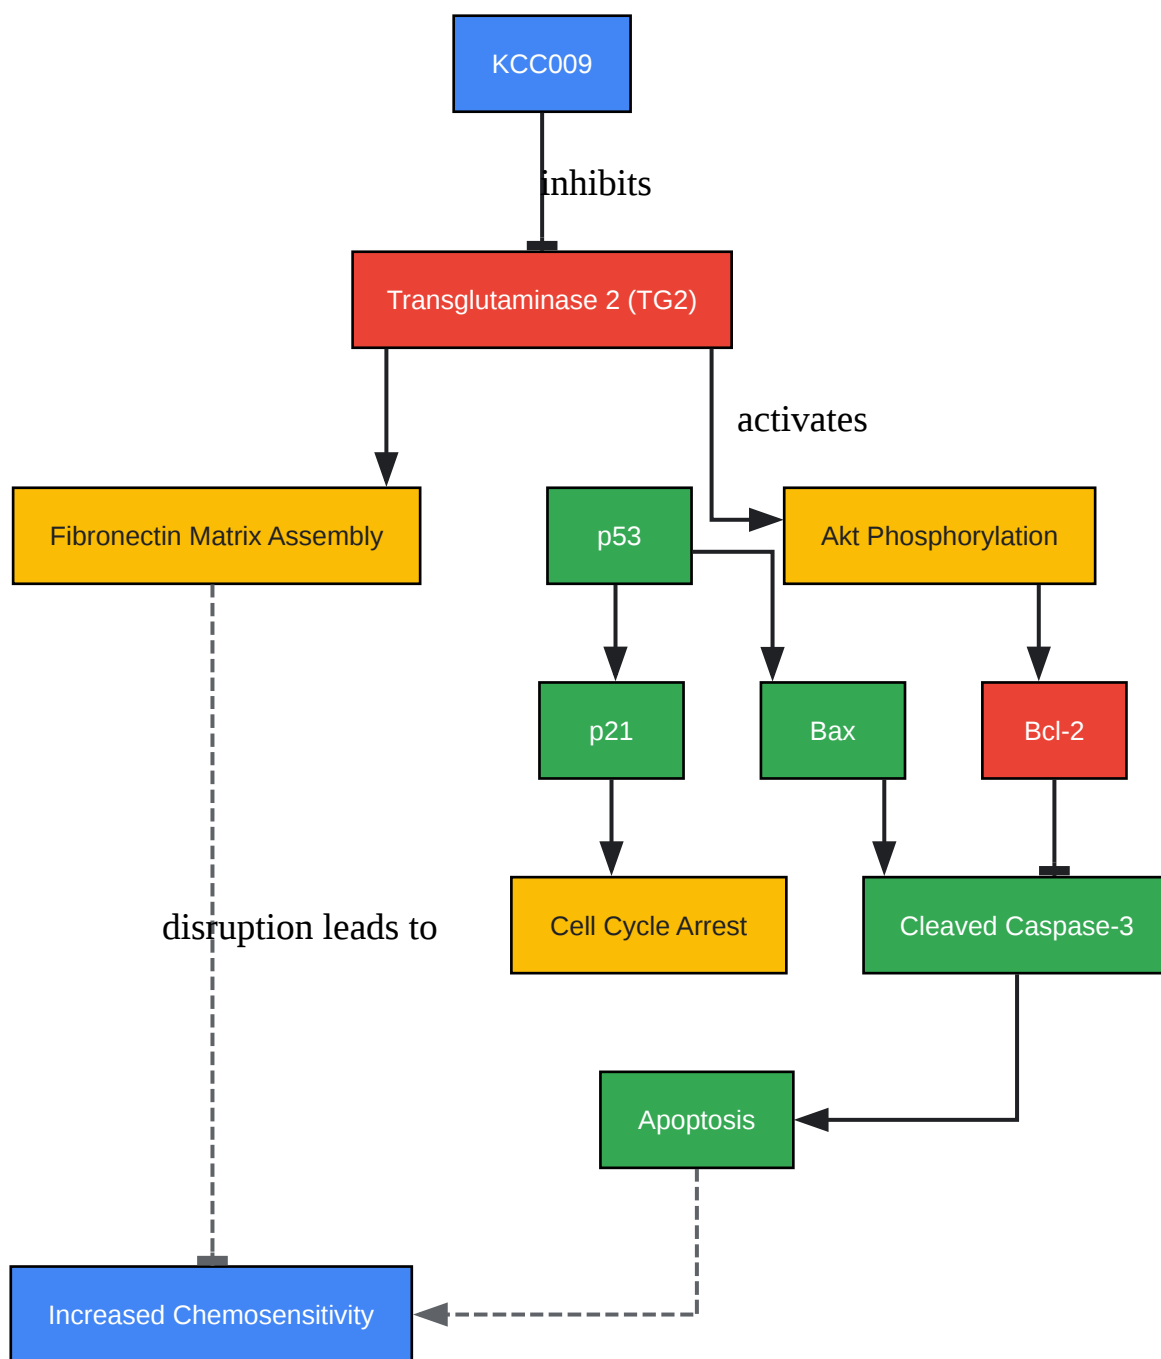 KCC009
inhibits
Transglutaminase 2 (TG2)
activates
Fibronectin Matrix Assembly
p53
Akt Phosphorylation
p21
Bax
Bcl-2
disruption leads to
Cell Cycle Arrest
Cleaved Caspase-3
Apoptosis
Increased Chemosensitivity